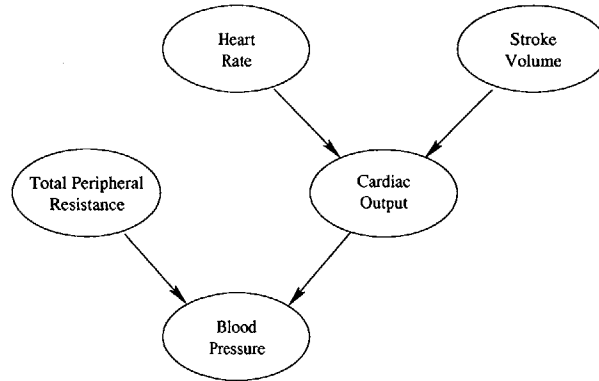 Heart
Rate
Stroke
Volume
Total Peripheral
Resistance
Cardiac
Output
Blood
Pressure